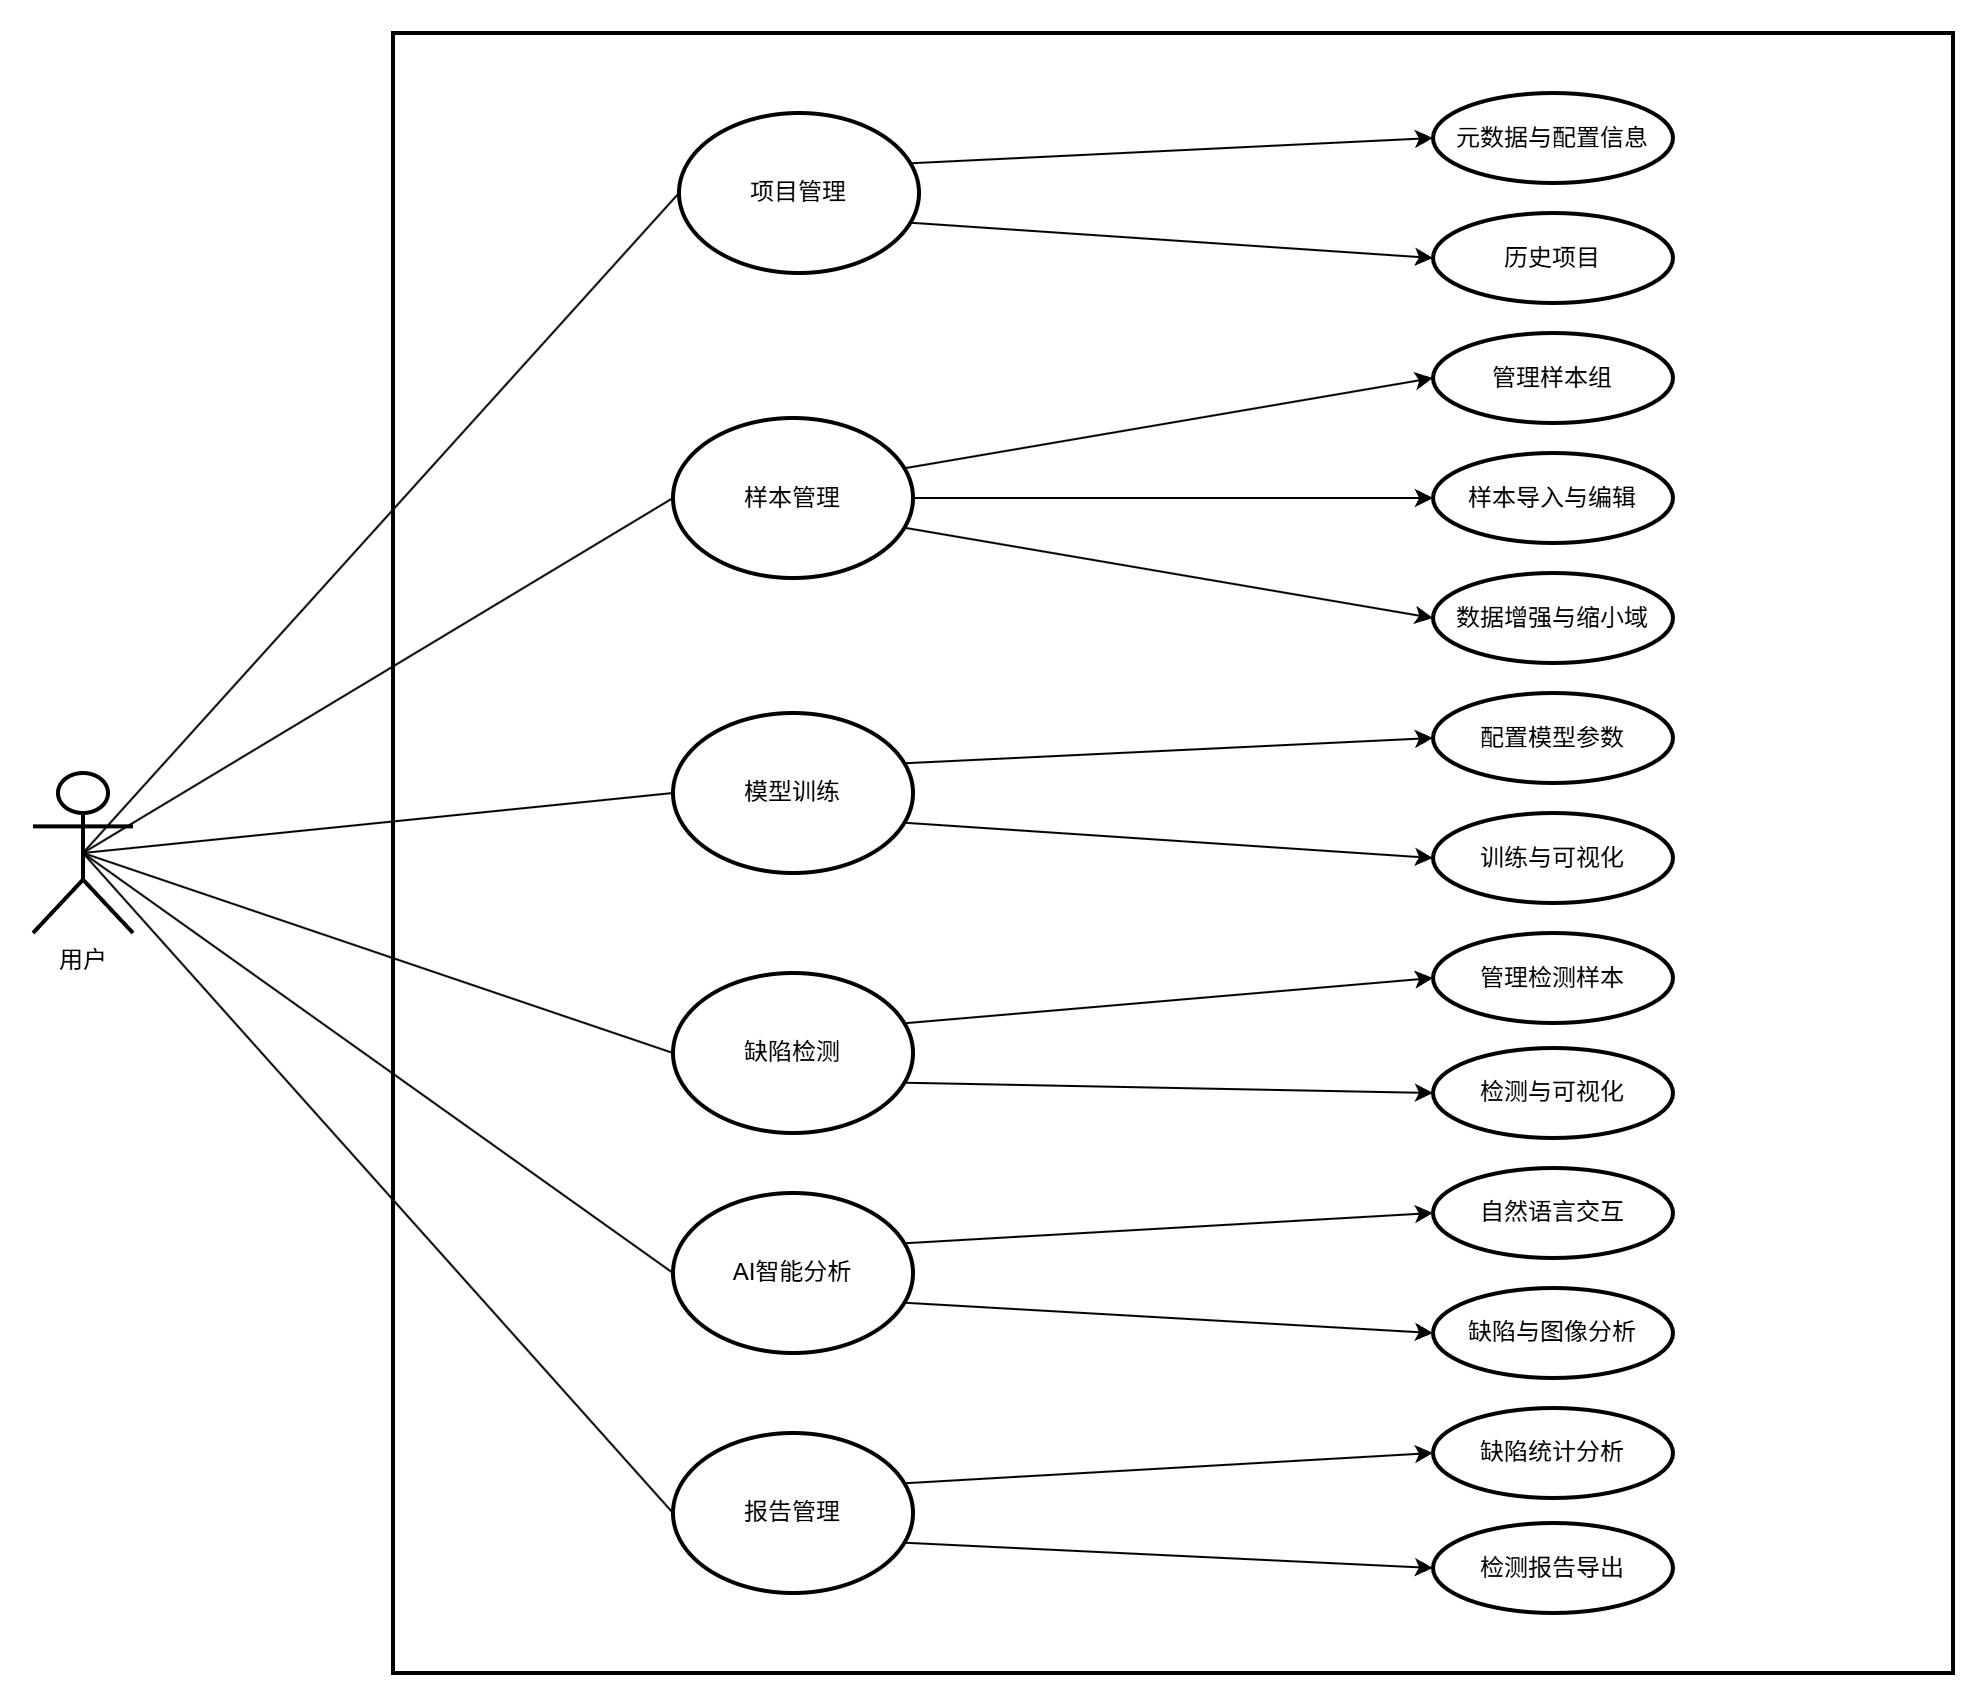 用户
项目管理
元数据与配置信息
历史项目
样本管理
管理样本组
样本导入与编辑
数据增强与缩小域
模型训练
配置模型参数
训练与可视化
缺陷检测
管理检测样本
检测与可视化
AI智能分析
自然语言交互
缺陷与图像分析
报告管理
缺陷统计分析
检测报告导出